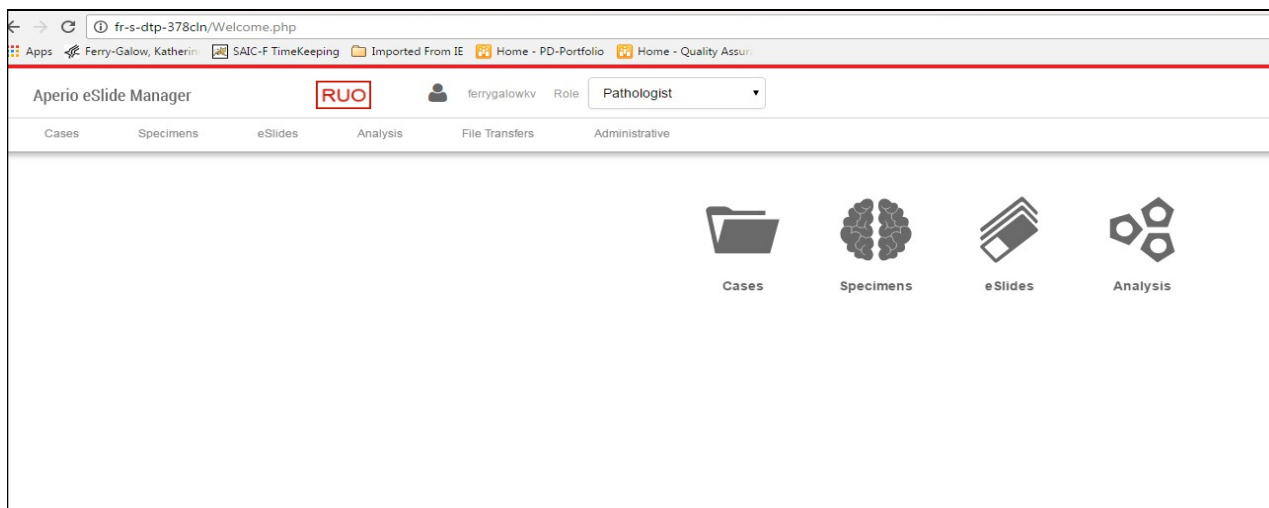 fr-s-dtp-378cln/Welcome.php
Apps Ferry-Galow, Katherin SAIC-F TimeKeeping Imported From IE Home - PD-Portfolio Home - Quality Assur
Aperio eSlide Manager RUO ferrygalowkv Role Pathologist
Cases Specimens eSlides Analysis File Transfers Administrative
Cases Specimens eSlides Analysis